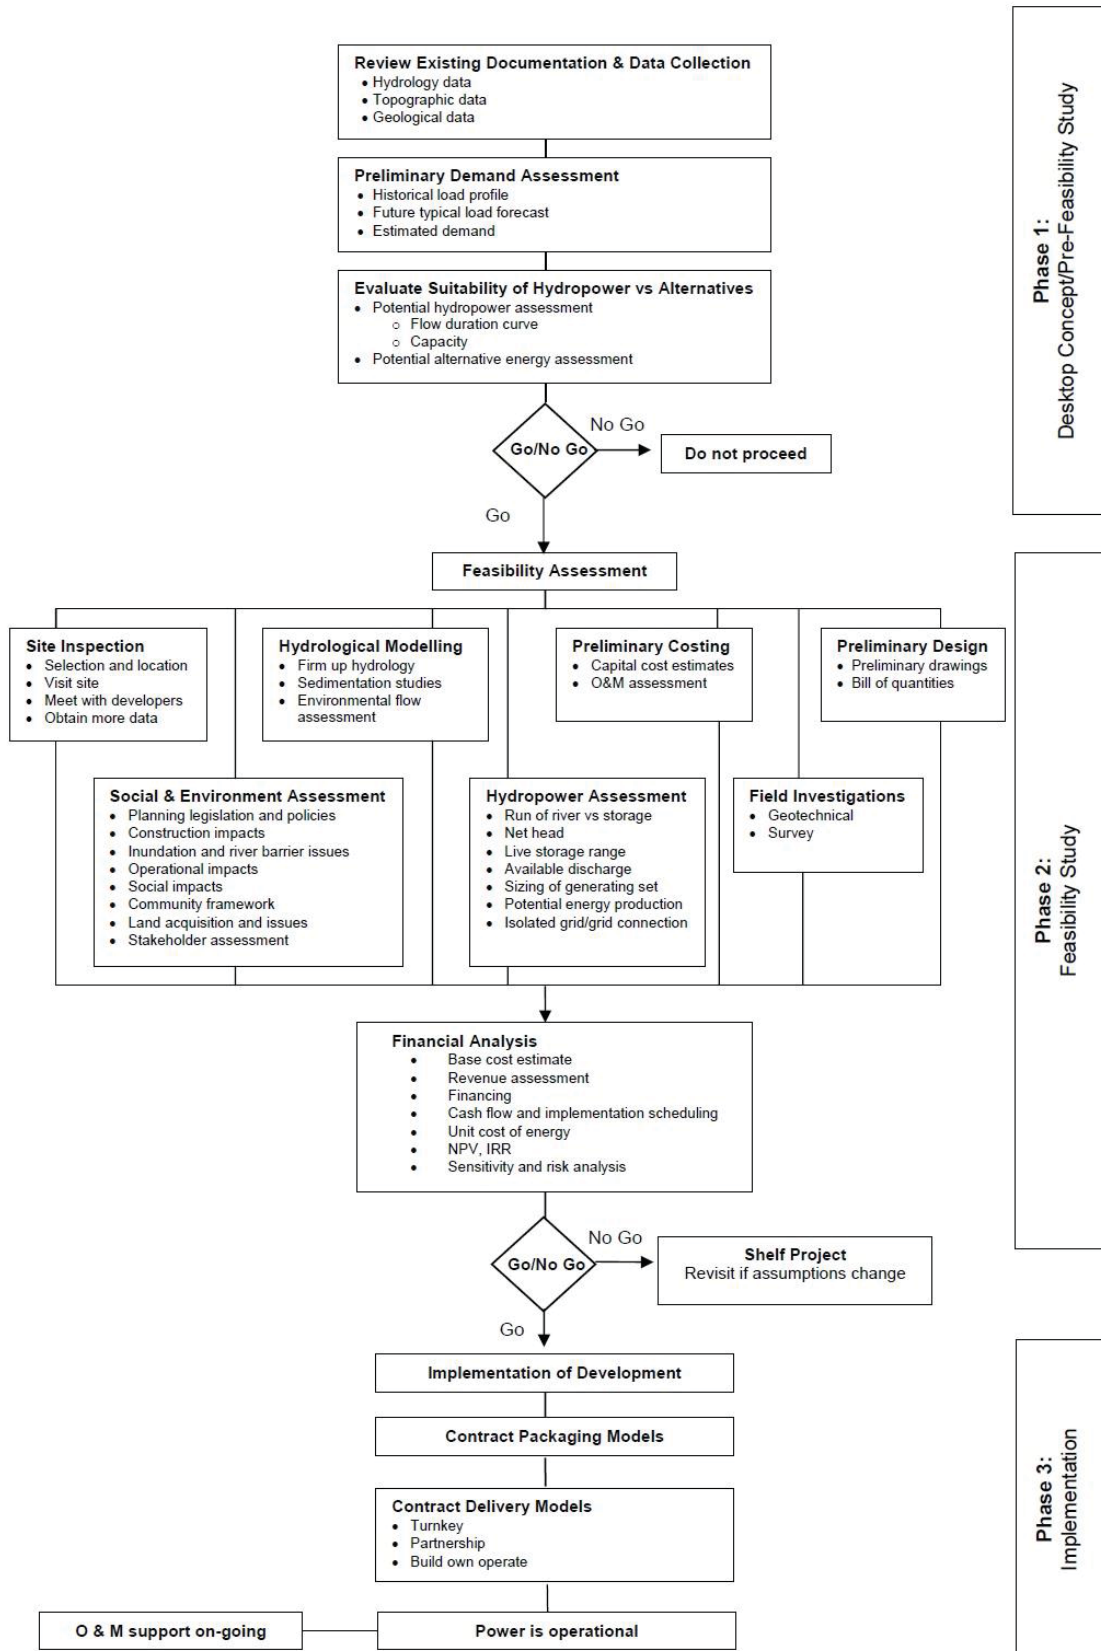 Review Existing Documentation & Data Collection
• Hydrology data
• Topographic data
• Geological data
Preliminary Demand Assessment
• Historical load profile
• Future typical load forecast
• Estimated demand
Evaluate Suitability of Hydropower vs Alternatives
• Potential hydropower assessment
o Flow duration curve
o Capacity
• Potential alternative energy assessment
Go/No Go
No Go
Do not proceed
Go
Phase 1:
Desktop Concept/Pre-Feasibility Study
Feasibility Assessment
Site Inspection
• Selection and location
• Visit site
• Meet with developers
• Obtain more data
Hydrological Modelling
• Firm up hydrology
• Sedimentation studies
• Environmental flow
assessment
Preliminary Costing
• Capital cost estimates
• O&M assessment
Preliminary Design
• Preliminary drawings
• Bill of quantities
Social & Environment Assessment
• Planning legislation and policies
• Construction impacts
• Inundation and river barrier issues
• Operational impacts
• Social impacts
• Community framework
• Land acquisition and issues
• Stakeholder assessment
Hydropower Assessment
• Run of river vs storage
• Net head
• Live storage range
• Available discharge
• Sizing of generating set
• Potential energy production
• Isolated grid/grid connection
Field Investigations
• Geotechnical
• Survey
Financial Analysis
• Base cost estimate
• Revenue assessment
• Financing
• Cash flow and implementation scheduling
• Unit cost of energy
• NPV, IRR
• Sensitivity and risk analysis
Go/No Go
No Go
Shelf Project
Revisit if assumptions change
Go
Phase 2:
Feasibility Study
Implementation of Development
Contract Packaging Models
Contract Delivery Models
• Turnkey
• Partnership
• Build own operate
O & M support on-going
Power is operational
Phase 3:
Implementation